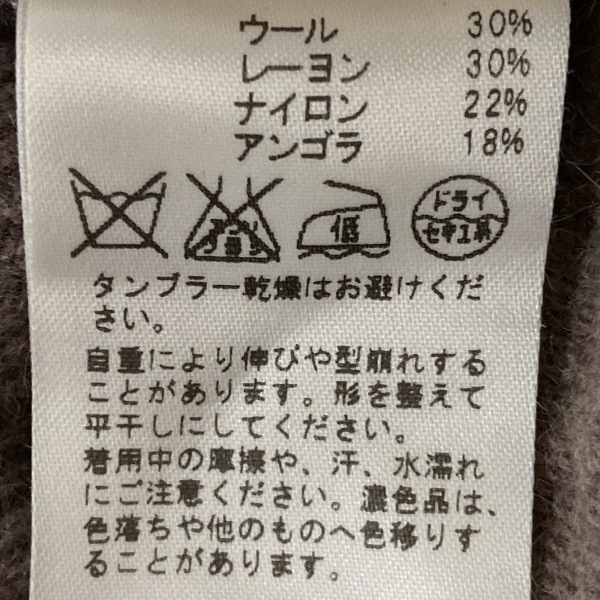 ウール 30%
レーヨン 30%
ナイロン 22%
アンゴラ 18%
エンソ サラシ 低 ドライ セキユ系
タンブラー乾燥はお避けくだ
さい。
自重により伸びや型崩れする
ことがあります。形を整えて
平干しにしてください。
着用中の摩擦や、汗、水濡れ
にご注意ください。濃色品は、
色落ちや他のものへ色移りす
ることがあります。